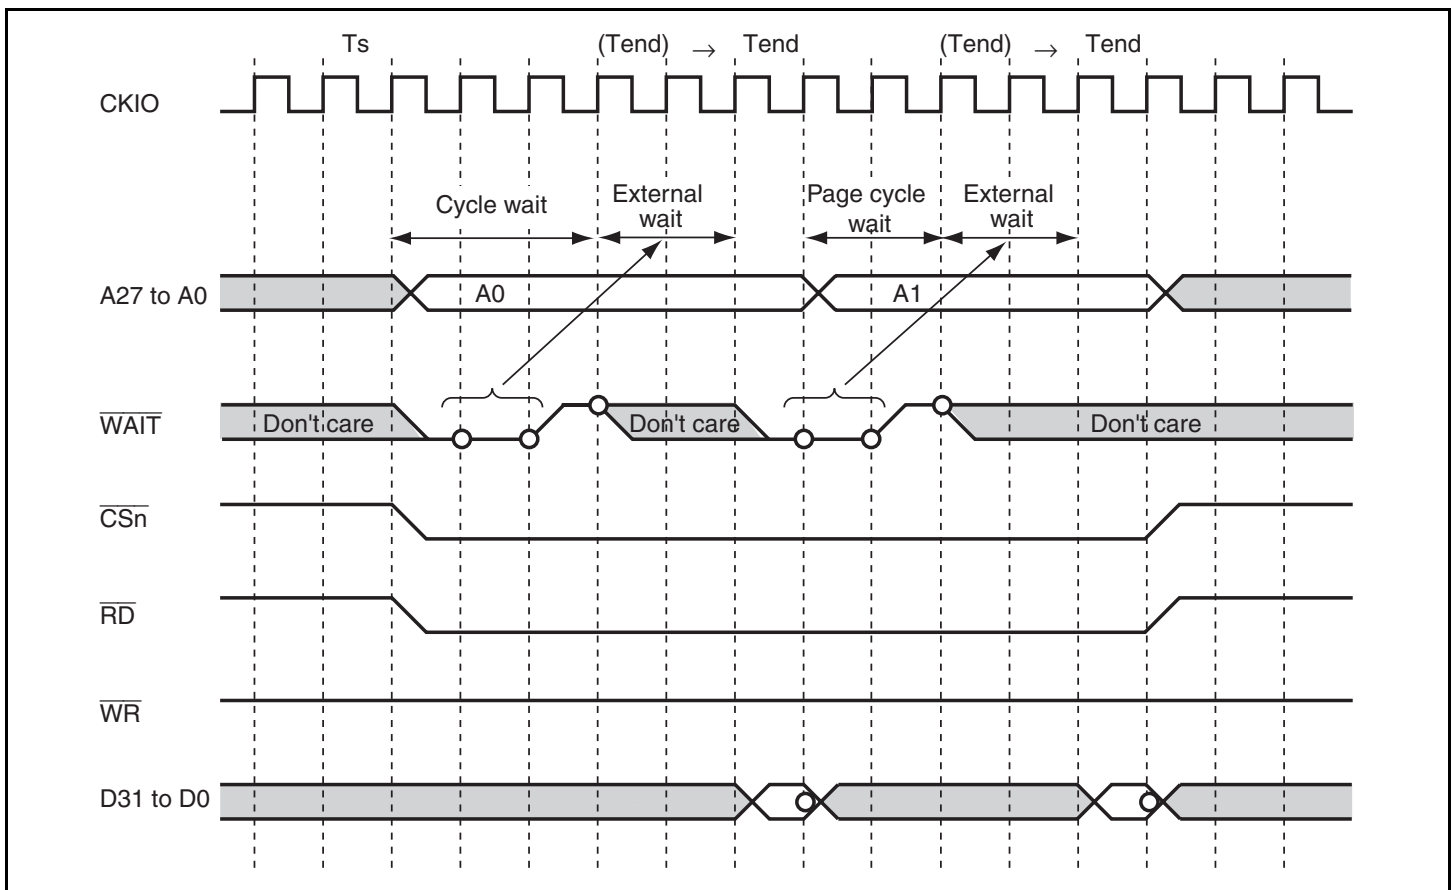 Ts (Tend) → Tend (Tend) → Tend
CKIO
Cycle wait
External
wait
Page cycle
wait
External
wait
A27 to A0
A0
A1
WAIT
Don't care
Don't care
Don't care
CSn
RD
WR
D31 to D0